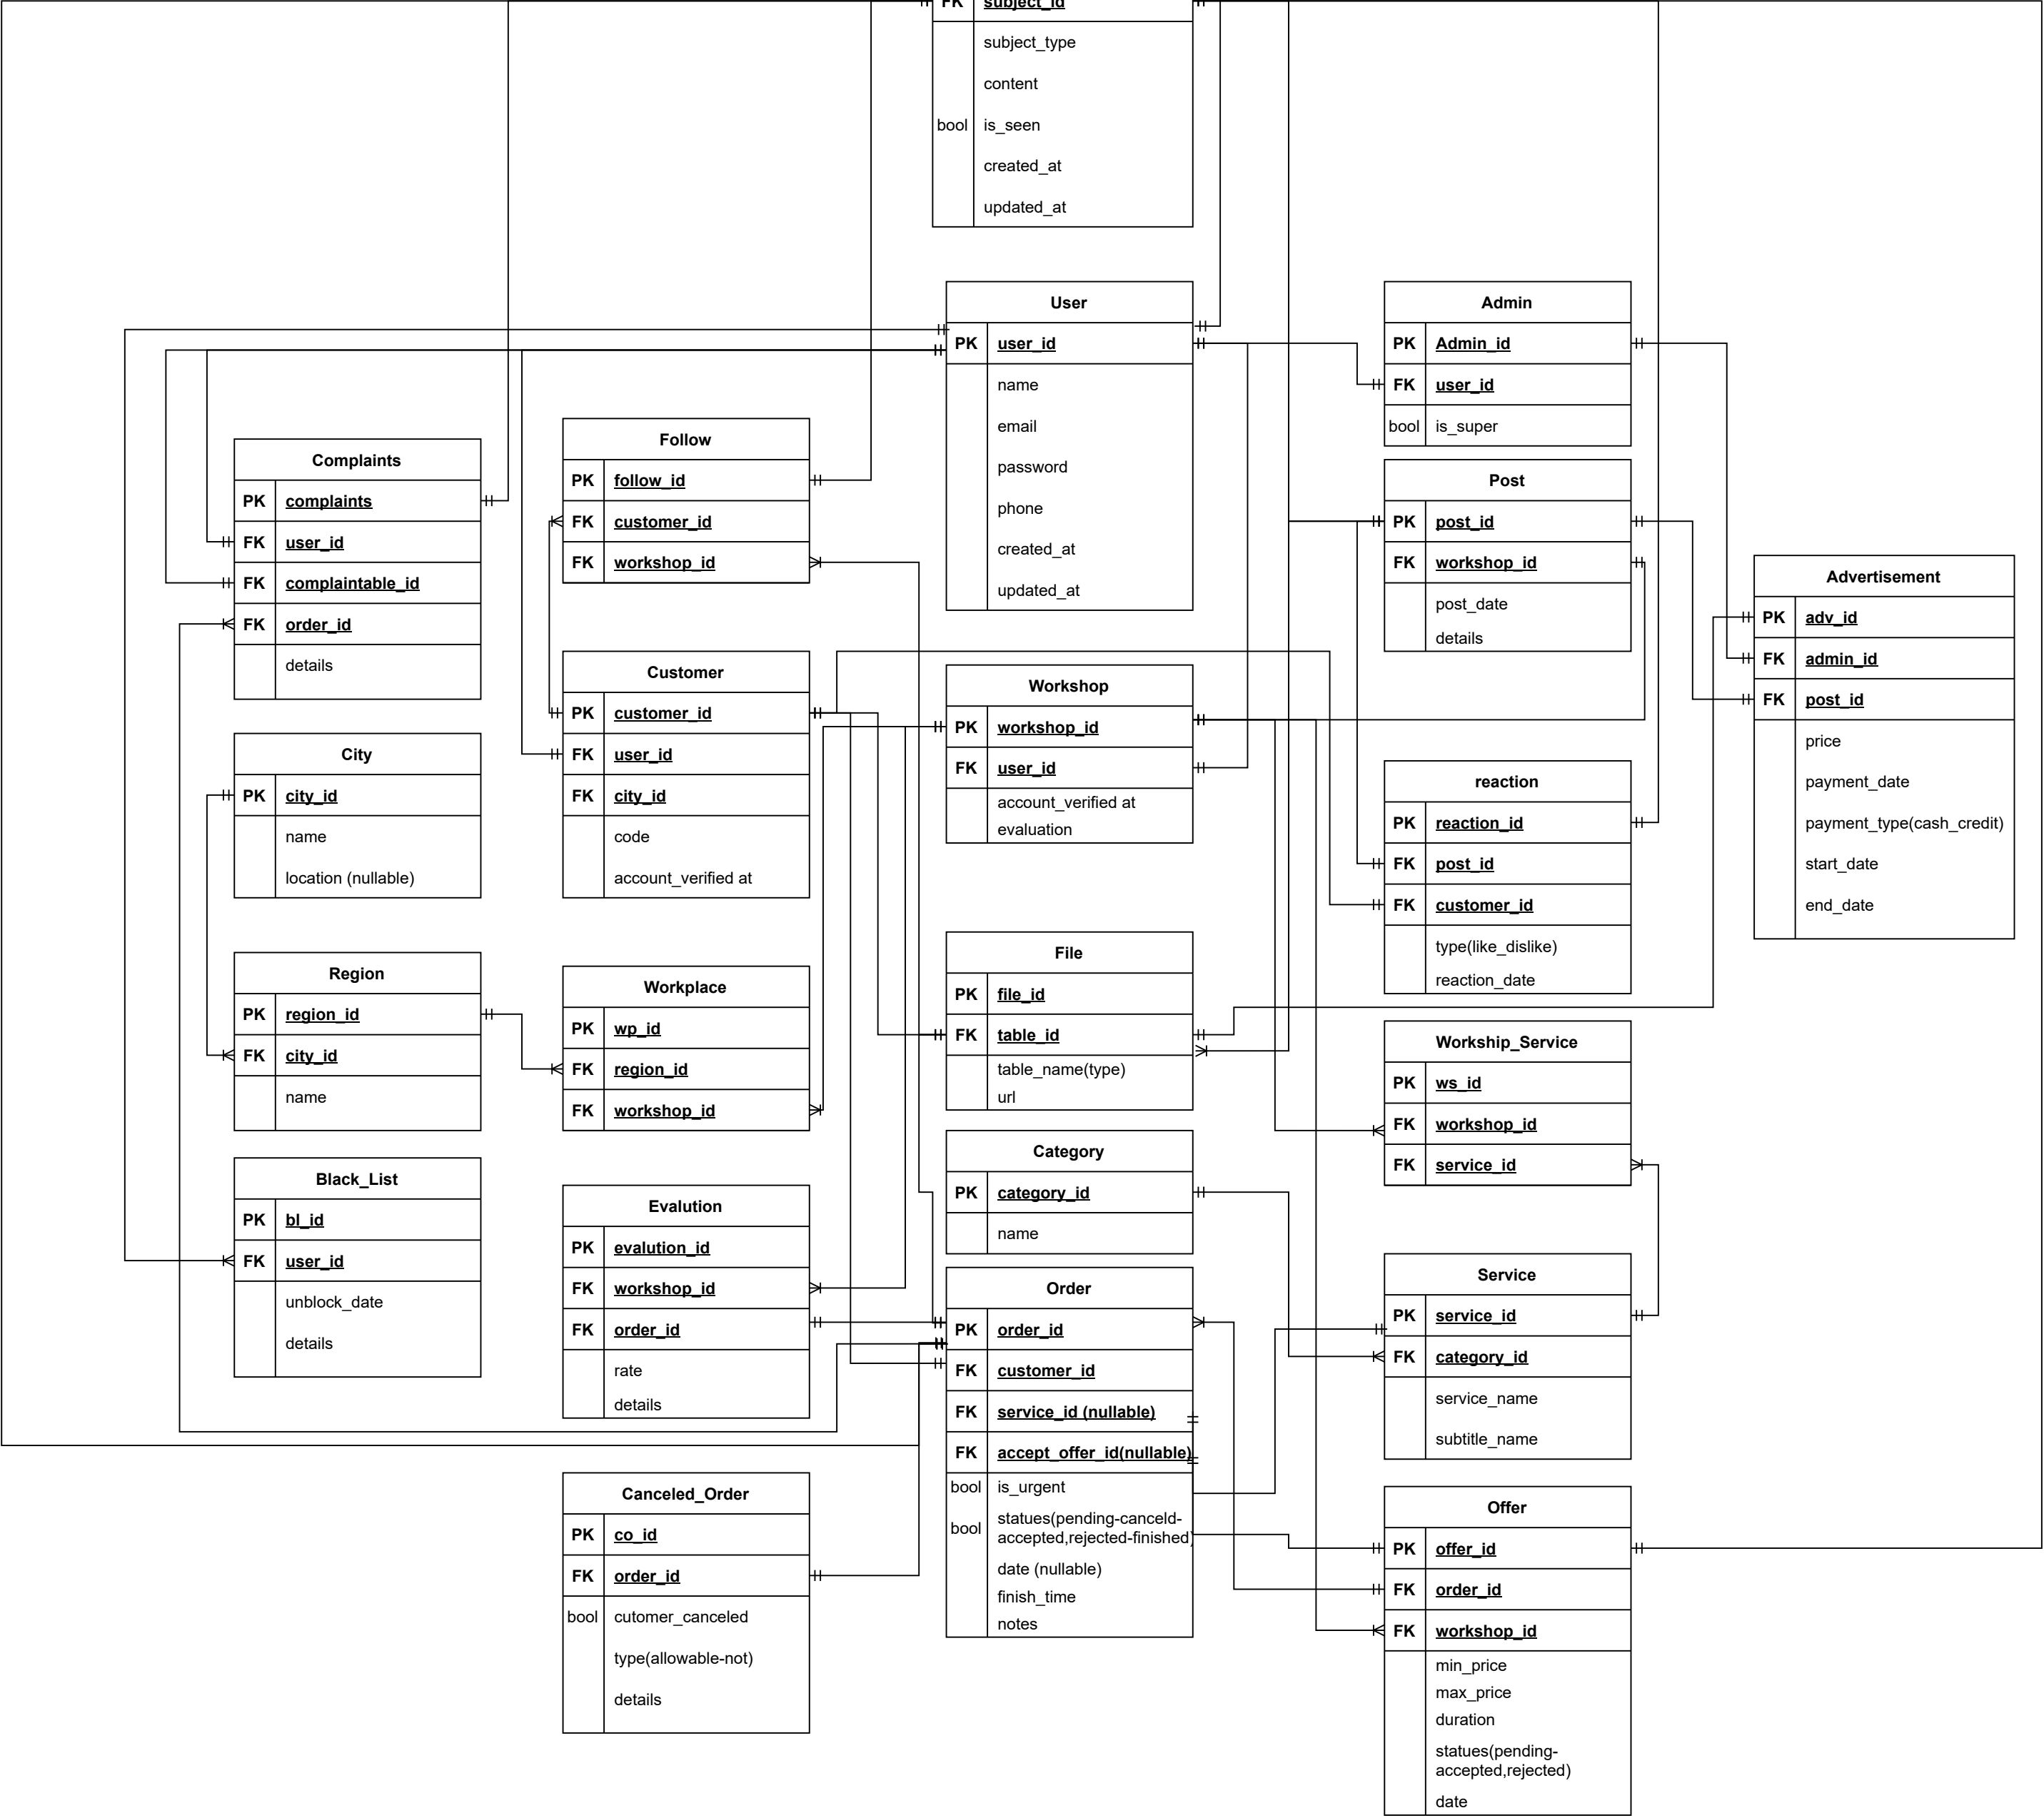 FK subject_id
subject_type
content
bool is_seen
created_at
updated_at
User
PK user_id
name
email
password
phone
created_at
updated_at
Admin
PK Admin_id
FK user_id
bool is_super
Complaints
PK complaints
FK user_id
FK complaintable_id
FK order_id
details
Follow
PK follow_id
FK customer_id
FK workshop_id
Post
PK post_id
FK workshop_id
post_date
details
Advertisement
PK adv_id
FK admin_id
FK post_id
price
payment_date
payment_type(cash_credit)
start_date
end_date
Customer
PK customer_id
FK user_id
FK city_id
code
account_verified at
Workshop
PK workshop_id
FK user_id
account_verified at
evaluation
City
PK city_id
name
location (nullable)
reaction
PK reaction_id
FK post_id
FK customer_id
type(like_dislike)
reaction_date
Region
PK region_id
FK city_id
name
Workplace
PK wp_id
FK region_id
FK workshop_id
File
PK file_id
FK table_id
table_name(type)
url
Workship_Service
PK ws_id
FK workshop_id
FK service_id
Category
PK category_id
name
Black_List
PK bl_id
FK user_id
unblock_date
details
Evalution
PK evalution_id
FK workshop_id
FK order_id
rate
details
Order
PK order_id
FK customer_id
FK service_id (nullable)
FK accept_offer_id(nullable)
bool is_urgent
bool statues(pending-canceld-
accepted,rejected-finished)
date (nullable)
finish_time
notes
Service
PK service_id
FK category_id
service_name
subtitle_name
Canceled_Order
PK co_id
FK order_id
bool cutomer_canceled
type(allowable-not)
details
Offer
PK offer_id
FK order_id
FK workshop_id
min_price
max_price
duration
statues(pending-
accepted,rejected)
date